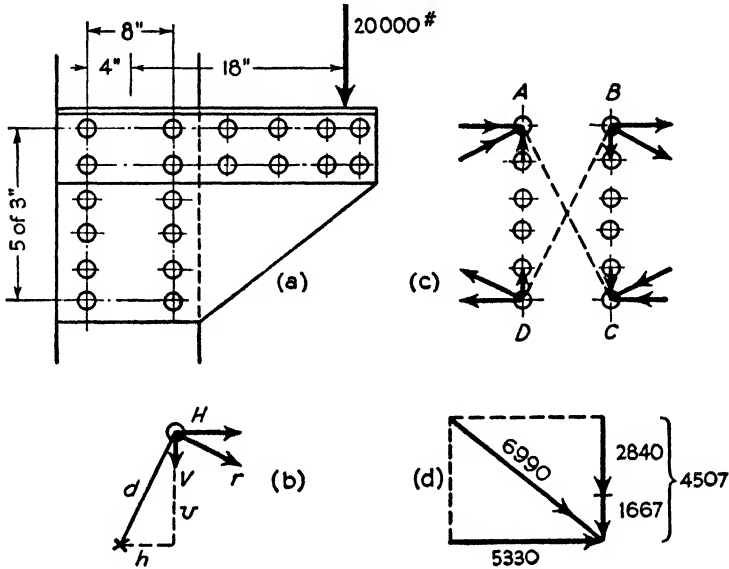 8"
20000#
4"
18"
A
B
5 of 3"
(a)
(c)
D
C
H
V
r
(b)
d
v
h
(d)
6990
2840
4507
1667
5330